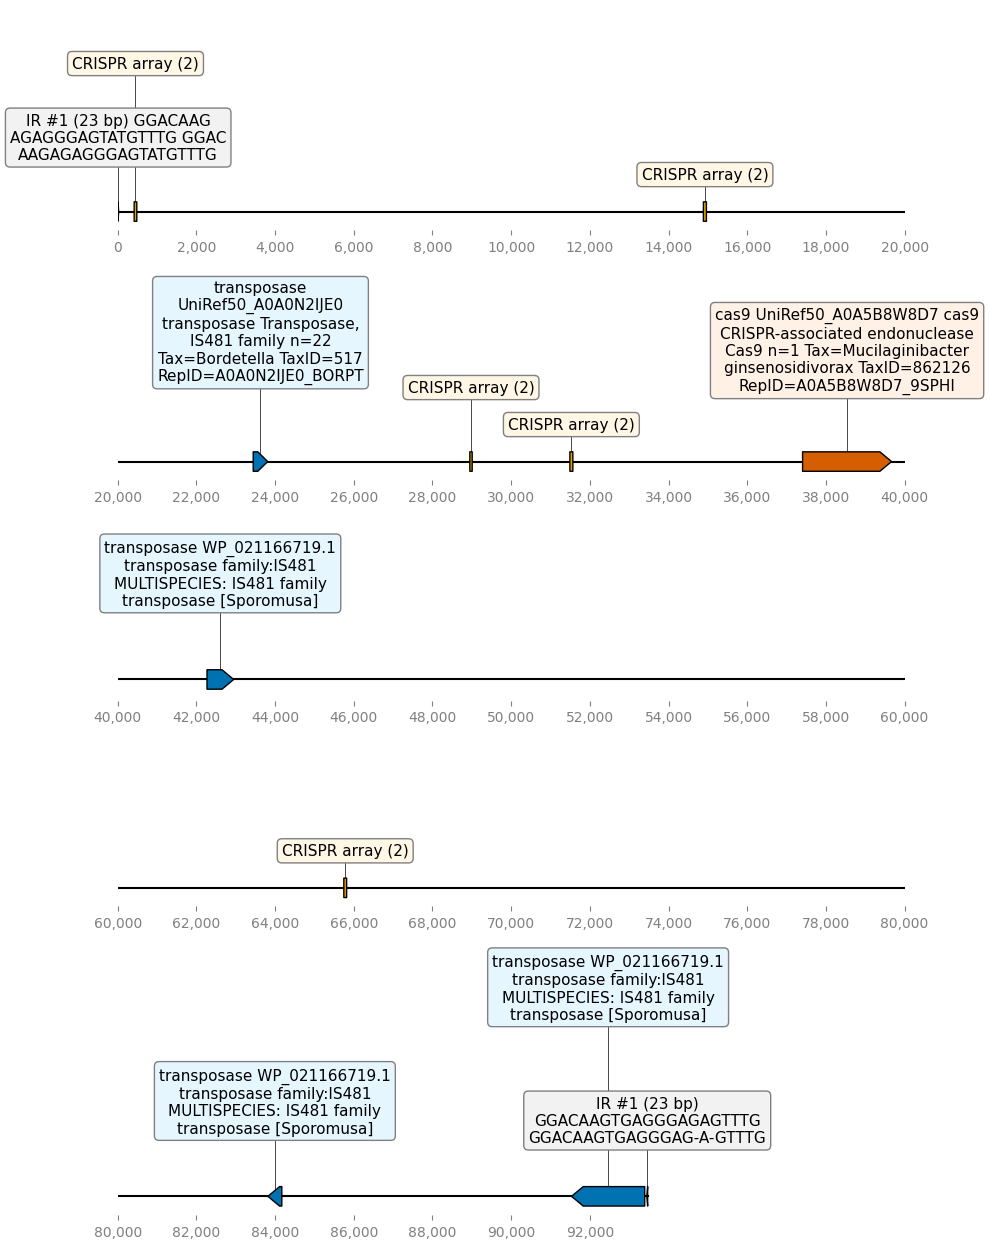 CRISPR array (2)
IR #1 (23 bp) GGACAAG
AGAGGGAGTATGTTTG GGAC
AAGAGAGGGAGTATGTTTG
CRISPR array (2)
0 2,000 4,000 6,000 8,000 10,000 12,000 14,000 16,000 18,000 20,000
transposase
UniRef50_A0A0N2IJE0
transposase Transposase,
IS481 family n=22
Tax=Bordetella TaxID=517
RepID=A0A0N2IJE0_BORPT
CRISPR array (2)
CRISPR array (2)
cas9 UniRef50_A0A5B8W8D7 cas9
CRISPR-associated endonuclease
Cas9 n=1 Tax=Mucilaginibacter
ginsenosidivorax TaxID=862126
RepID=A0A5B8W8D7_9SPHI
20,000 22,000 24,000 26,000 28,000 30,000 32,000 34,000 36,000 38,000 40,000
transposase WP_021166719.1
transposase family:IS481
MULTISPECIES: IS481 family
transposase [Sporomusa]
40,000 42,000 44,000 46,000 48,000 50,000 52,000 54,000 56,000 58,000 60,000
CRISPR array (2)
60,000 62,000 64,000 66,000 68,000 70,000 72,000 74,000 76,000 78,000 80,000
transposase WP_021166719.1
transposase family:IS481
MULTISPECIES: IS481 family
transposase [Sporomusa]
transposase WP_021166719.1
transposase family:IS481
MULTISPECIES: IS481 family
transposase [Sporomusa]
IR #1 (23 bp)
GGACAAGTGAGGGAGAGTTTG
GGACAAGTGAGGGAG-A-GTTTG
80,000 82,000 84,000 86,000 88,000 90,000 92,000